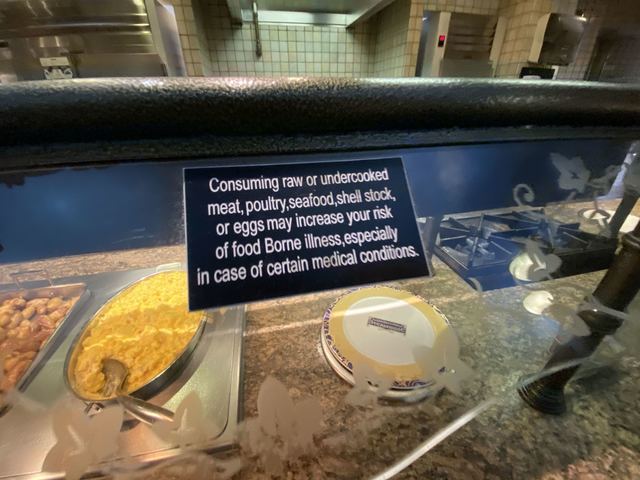 Consuming raw or undercooked
meat, poultry,seafood,shell stock,
or eggs may increase your risk
of food Borne illness,especially
in case of certain medical conditions.